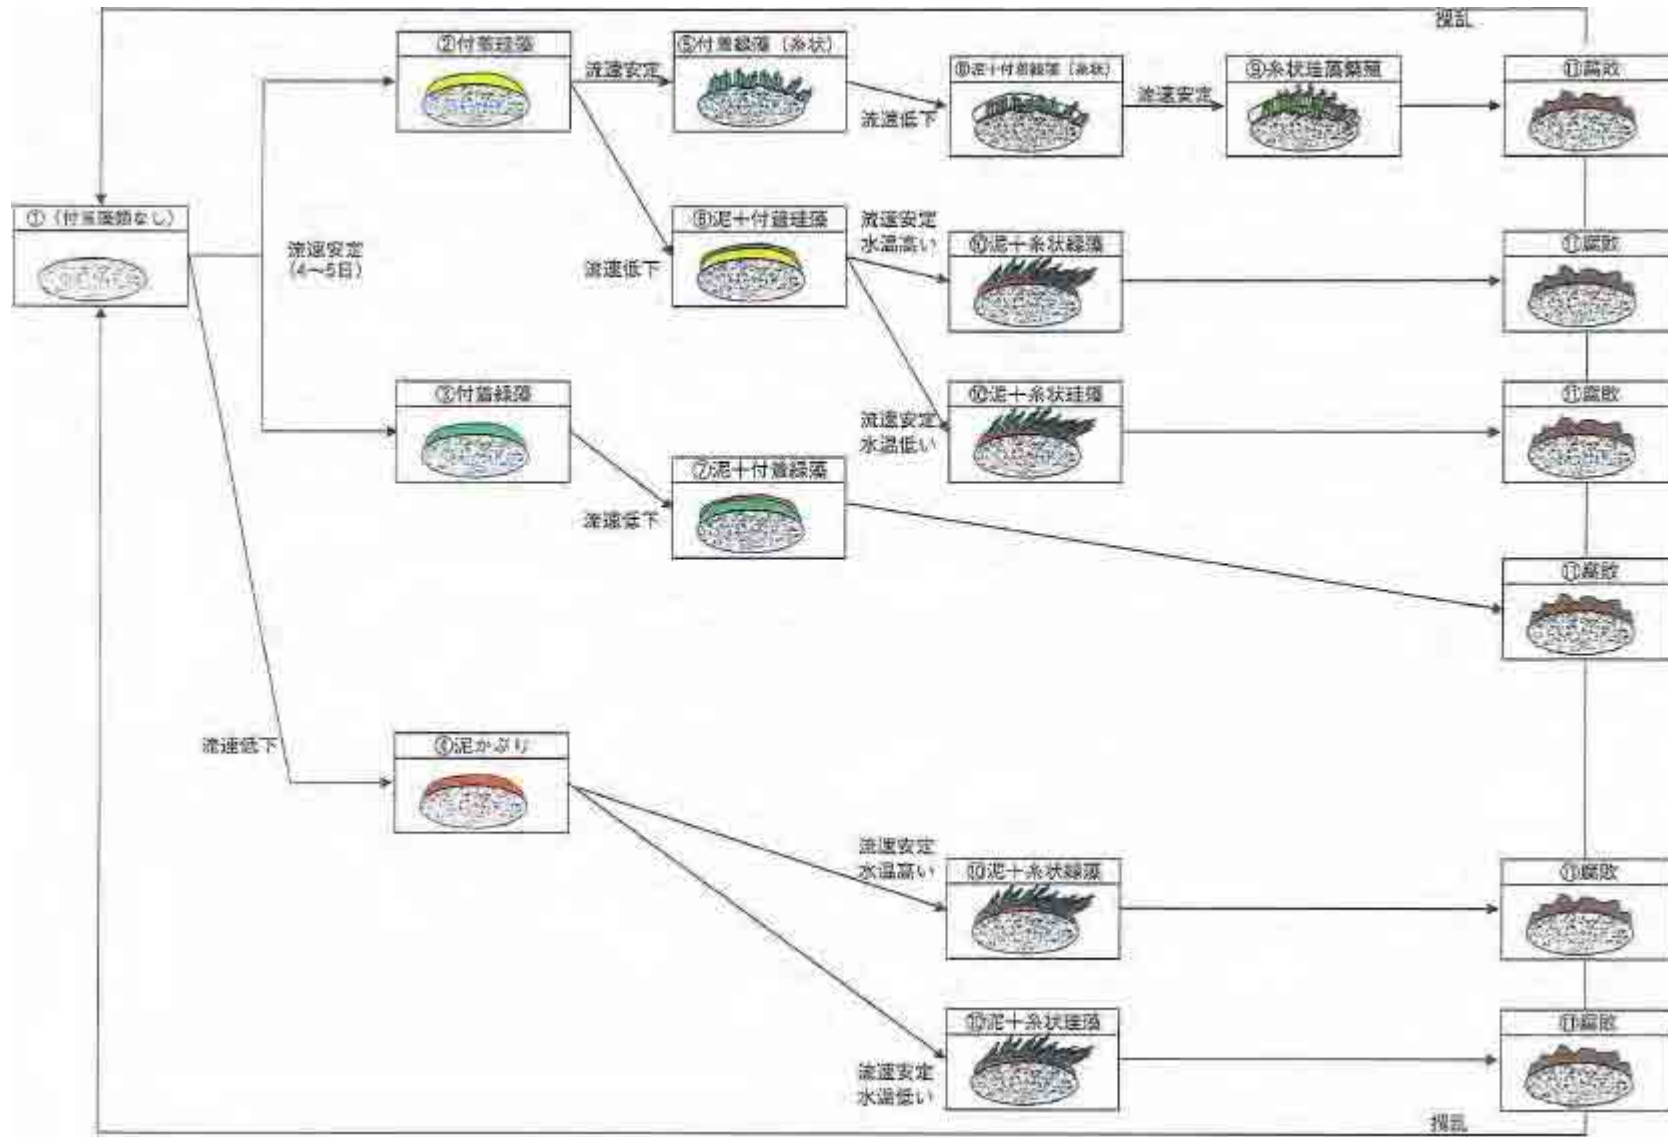 攪乱
②付着珪藻
⑤付着緑藻（糸状）
流速安定
⑧泥＋付着緑藻（糸状）
流速安定
⑨糸状珪藻繁殖
⑪腐敗
流速低下
①（付着藻類なし）
流速安定
(4～5日)
⑥泥＋付着珪藻
流速低下
流速安定
水温高い
⑩泥＋糸状緑藻
⑪腐敗
③付着緑藻
流速安定
水温低い
⑩泥＋糸状珪藻
⑪腐敗
⑦泥＋付着緑藻
流速低下
⑪腐敗
流速低下
④泥かぶり
流速安定
水温高い
⑩泥＋糸状緑藻
⑪腐敗
⑩泥＋糸状珪藻
⑪腐敗
流速安定
水温低い
攪乱